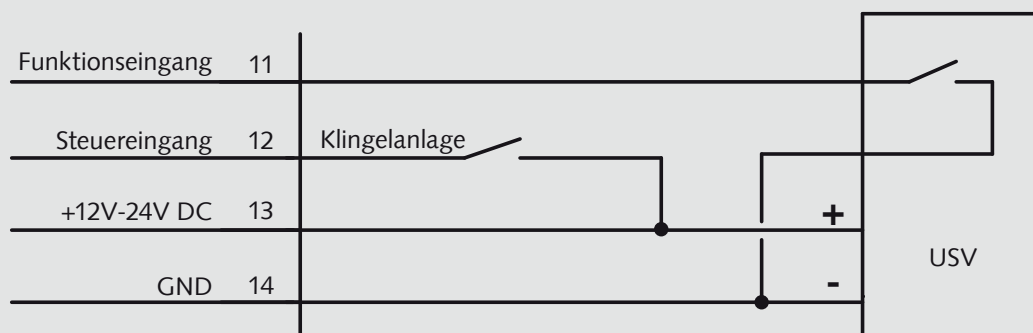 Funktionseingang 11
Steuereingang 12 Klingelanlage
+12V-24V DC 13 +
USV
GND 14 -